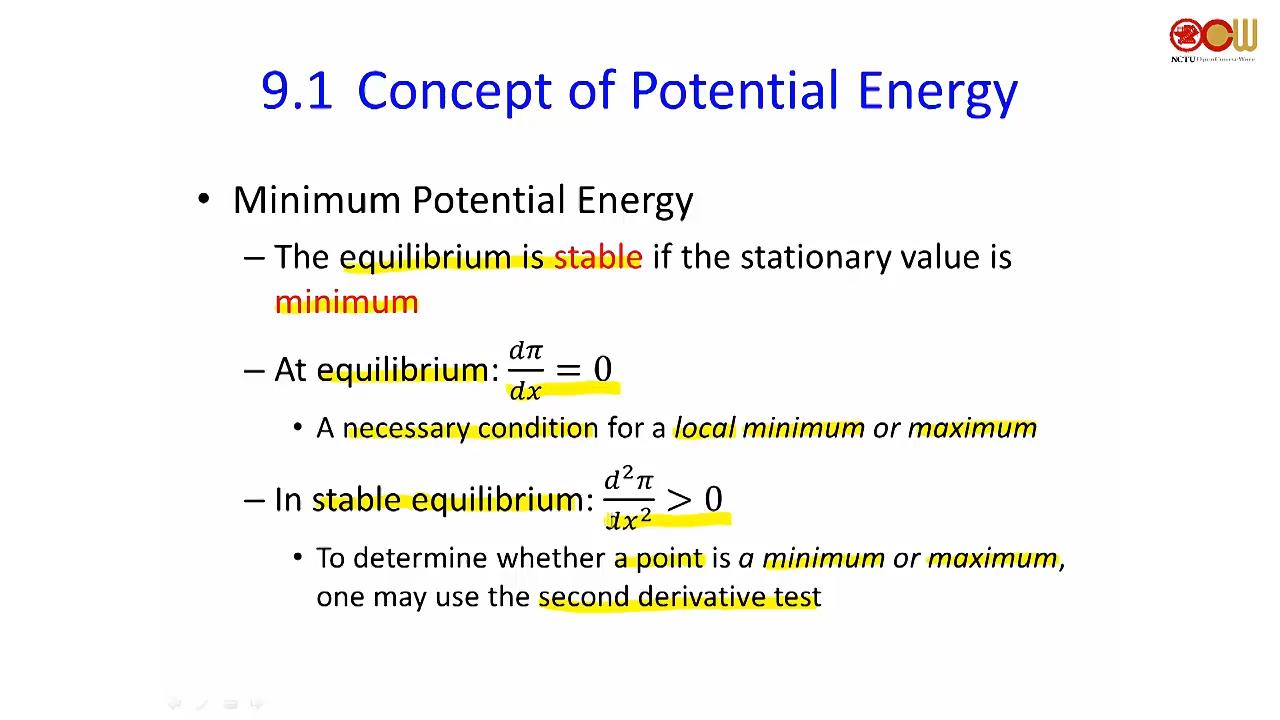 NCTU OpenCourseWare
9.1 Concept of Potential Energy
• Minimum Potential Energy
– The equilibrium is stable if the stationary value is
minimum
– At equilibrium: dπ/dx = 0
• A necessary condition for a local minimum or maximum
– In stable equilibrium: d²π/dx² > 0
• To determine whether a point is a minimum or maximum,
one may use the second derivative test